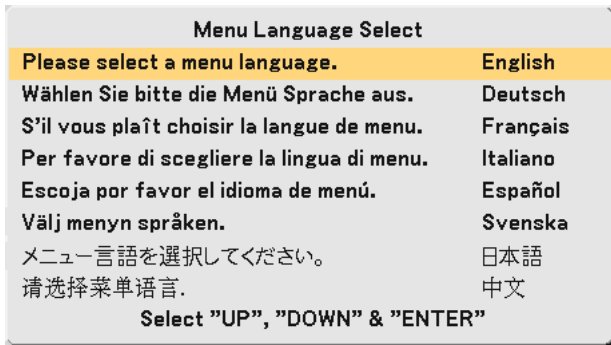 Menu Language Select
Please select a menu language. English
Wählen Sie bitte die Menü Sprache aus. Deutsch
S'il vous plaît choisir la langue de menu. Français
Per favore di scegliere la lingua di menu. Italiano
Escoja por favor el idioma de menú. Español
Välj menyn språken. Svenska
メニュー言語を選択してください。 日本語
请选择菜单语言. 中文
Select "UP", "DOWN" & "ENTER"